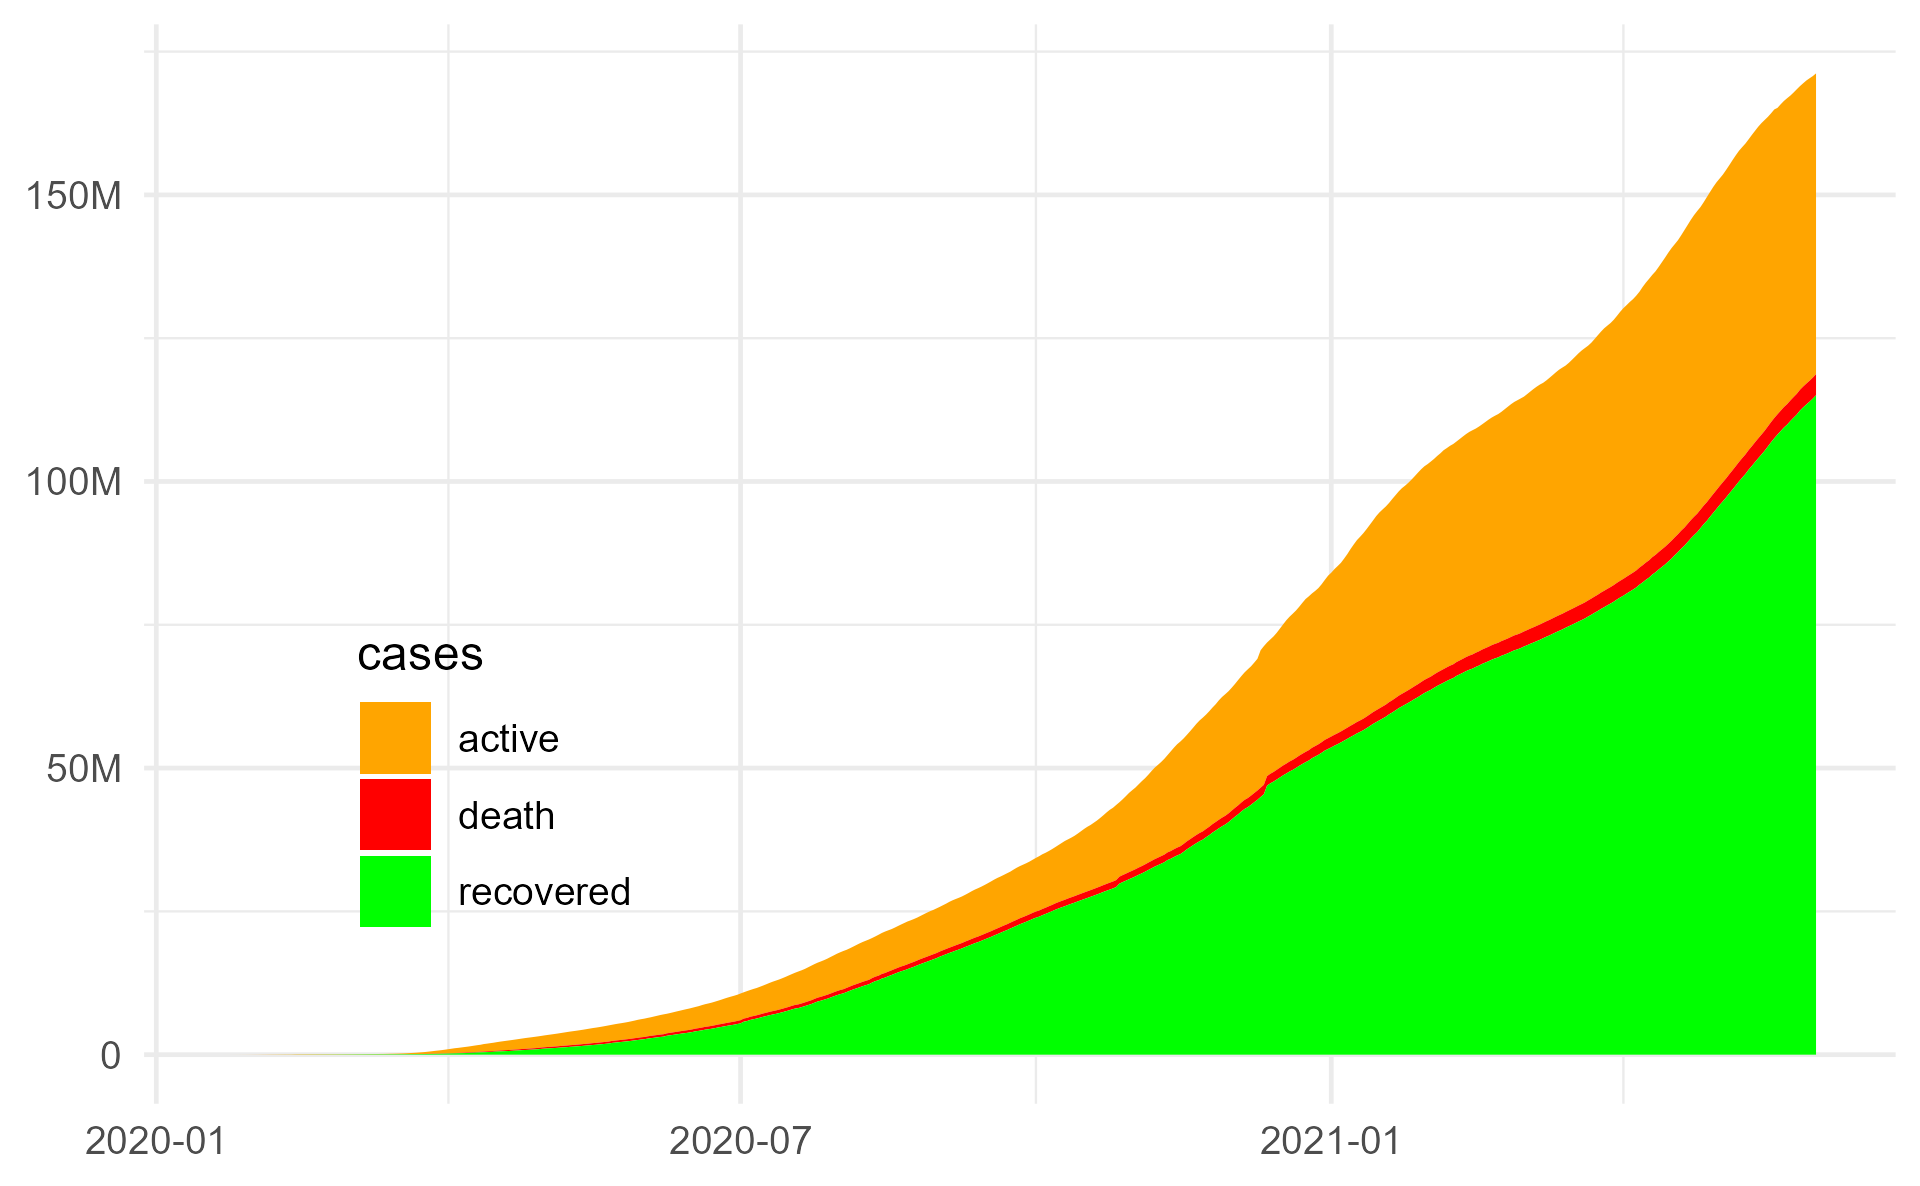 150M
100M
50M
0
cases
active
death
recovered
2020-01
2020-07
2021-01